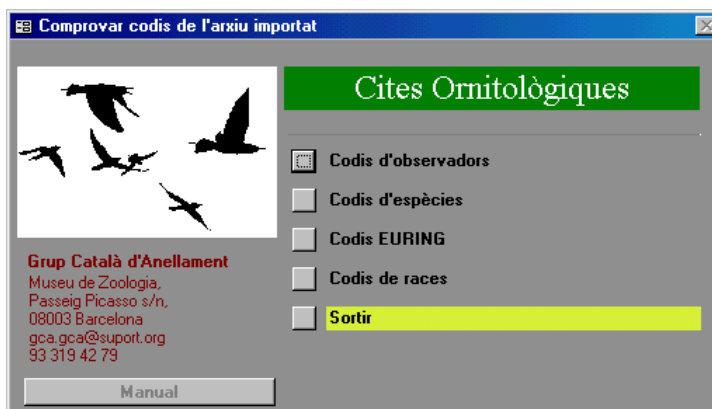 Comprovar codis de l'arxiu importat
Cites Ornitològiques
Codis d'observadors
Codis d'espècies
Codis EURING
Codis de races
Sortir
Grup Català d'Anellament
Museu de Zoologia,
Passeig Picasso s/n,
08003 Barcelona
gca.gca@suport.org
93 319 42 79
Manual